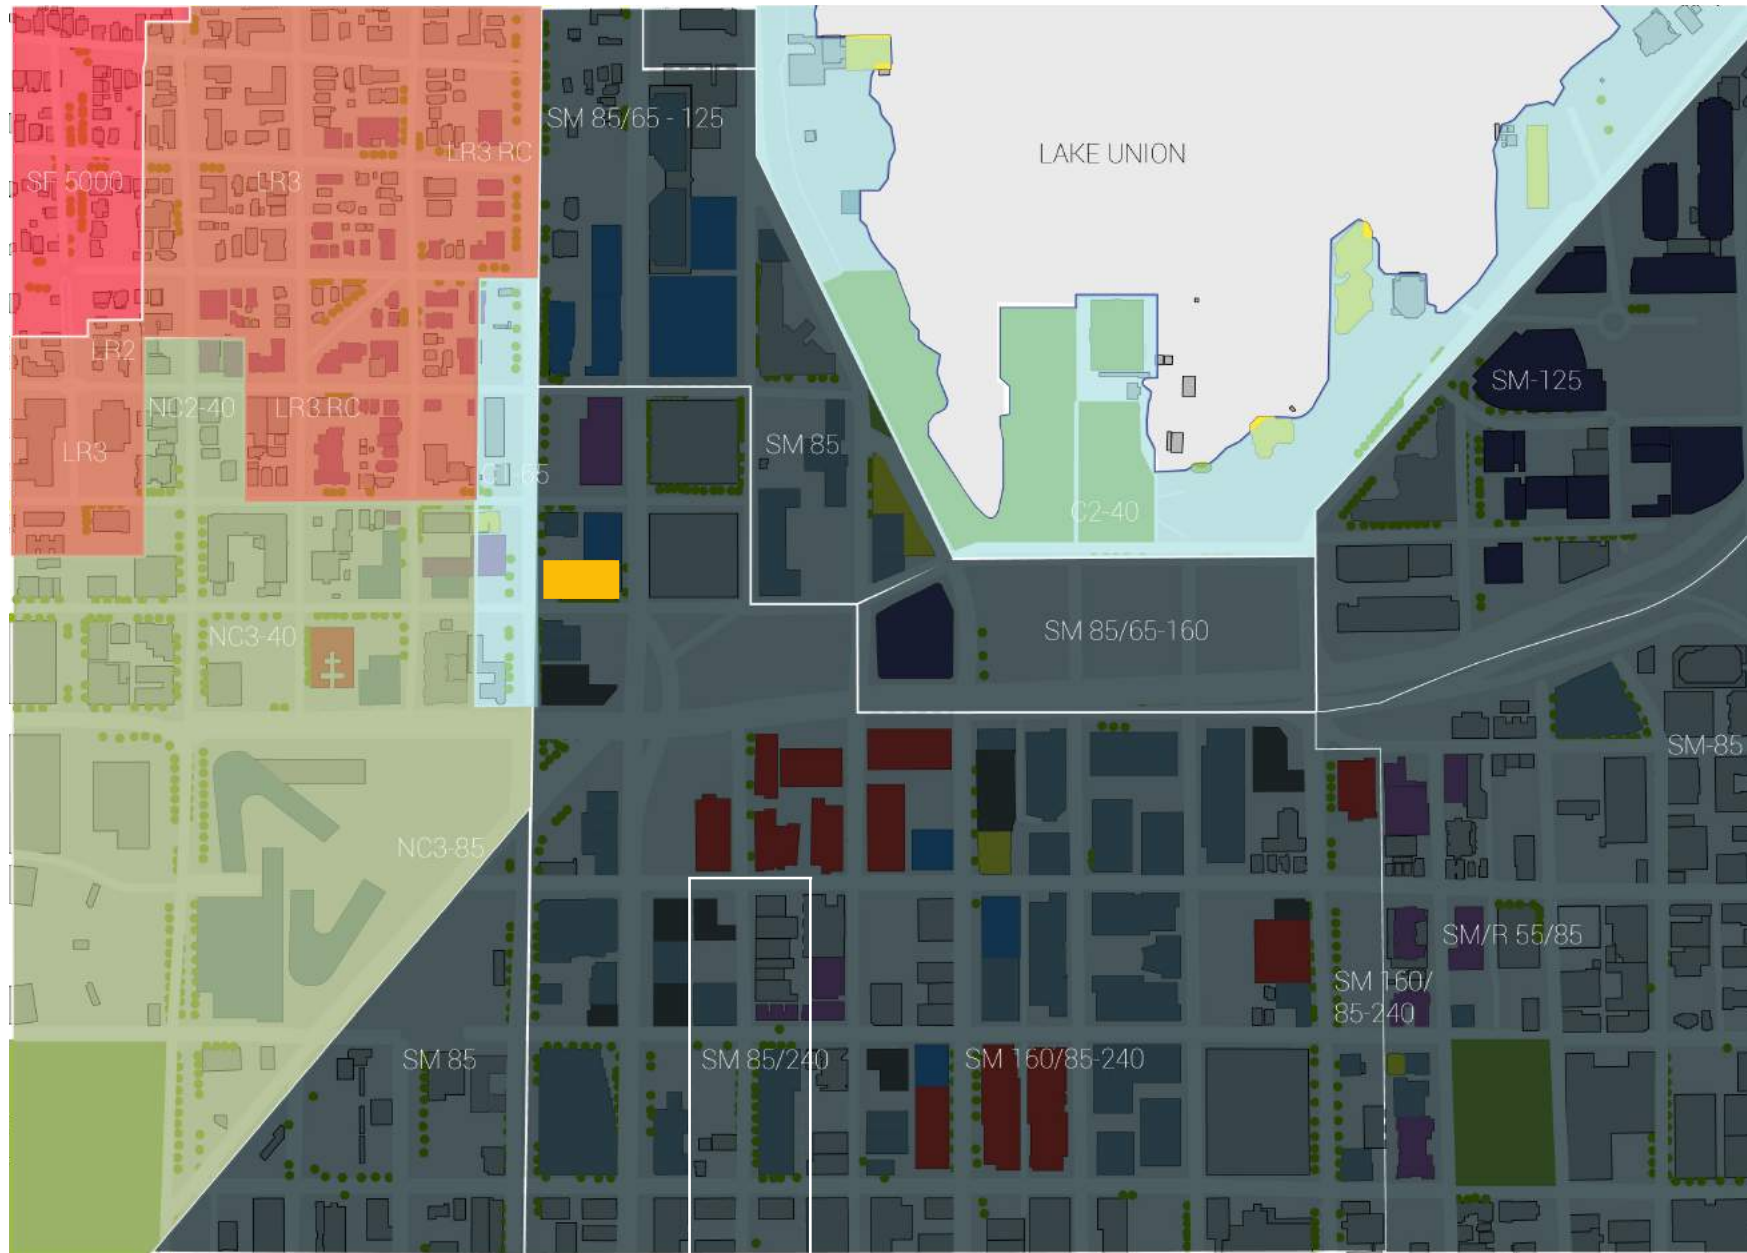 SM 85/65 - 125
LR3 RC
LAKE UNION
SF 5000
LR3
LR2
SM-125
NC2-40
LR3 RC
SM 85
LR3
C2-40
NC3-40
SM 85/65-160
SM-85
NC3-85
SM/R 55/85
SM 160/
85-240
SM 85
SM 85/240
SM 160/85-240